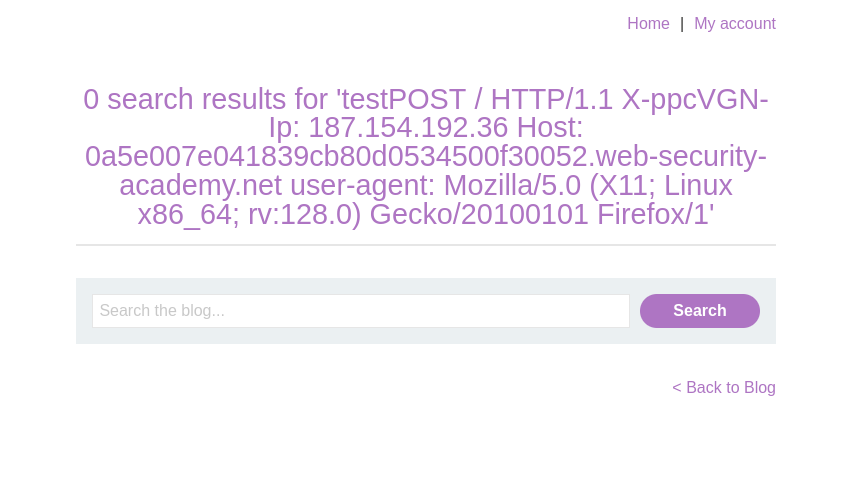 Home | My account
0 search results for 'testPOST / HTTP/1.1 X-ppcVGN-
Ip: 187.154.192.36 Host:
0a5e007e041839cb80d0534500f30052.web-security-
academy.net user-agent: Mozilla/5.0 (X11; Linux
x86_64; rv:128.0) Gecko/20100101 Firefox/1'
Search the blog...
Search
< Back to Blog